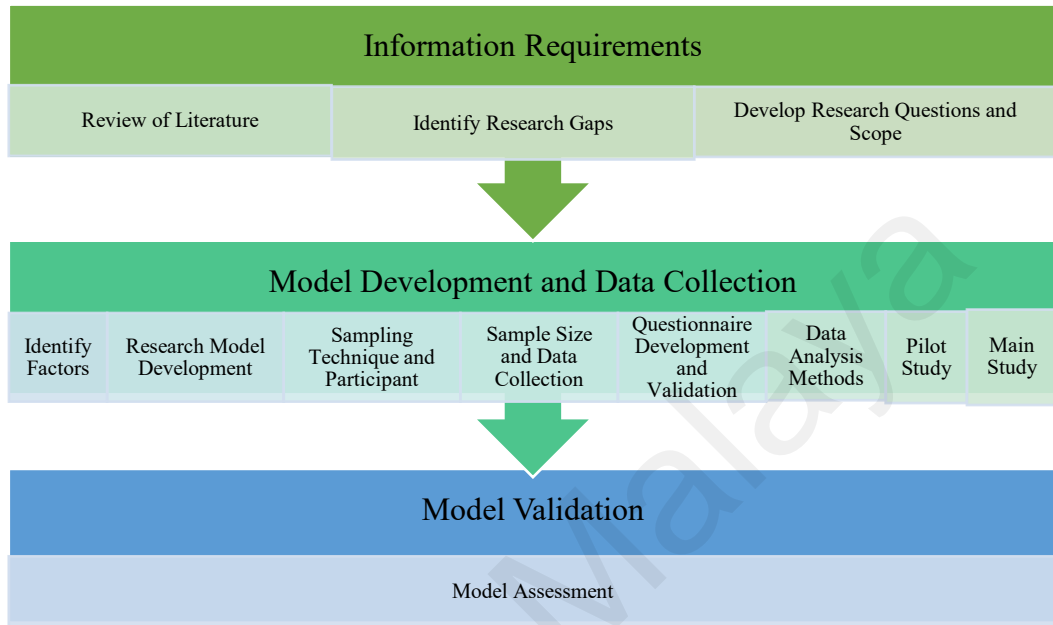 Information Requirements
Review of Literature
Identify Research Gaps
Develop Research Questions and
Scope
Model Development and Data Collection
Identify
Factors
Research Model
Development
Sampling
Technique and
Participant
Sample Size
and Data
Collection
Questionnaire
Development
and
Validation
Data
Analysis
Methods
Pilot
Study
Main
Study
Model Validation
Model Assessment
Malaya